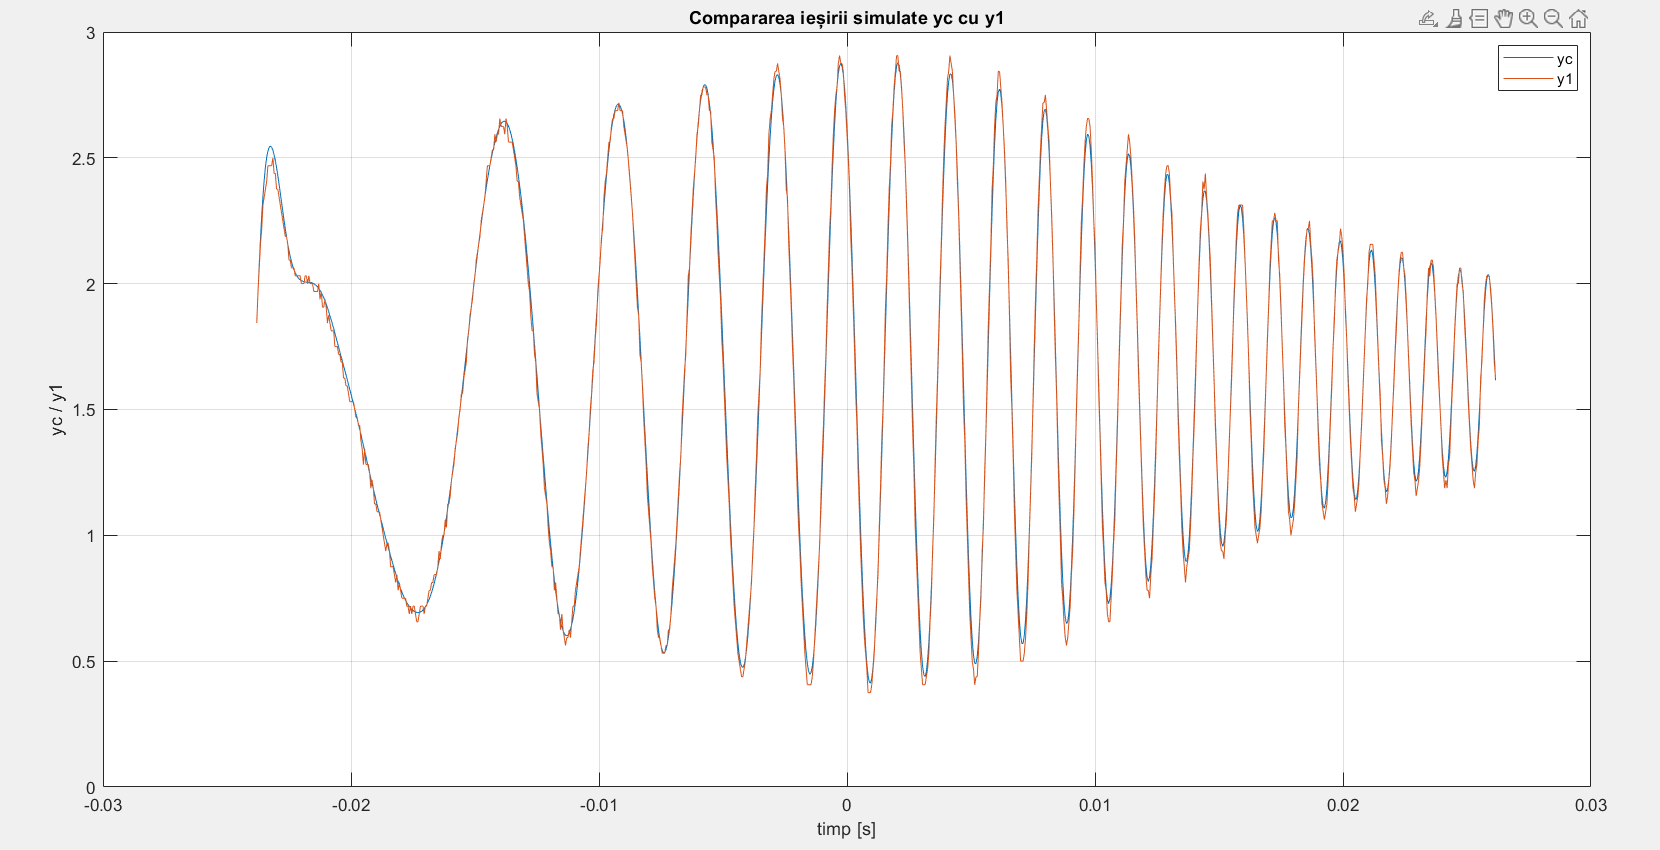 Compararea ieșirii simulate yc cu y1
yc
y1
3
2.5
2
1.5
1
0.5
0
yc / y1
-0.03
-0.02
-0.01
0
0.01
0.02
0.03
timp [s]